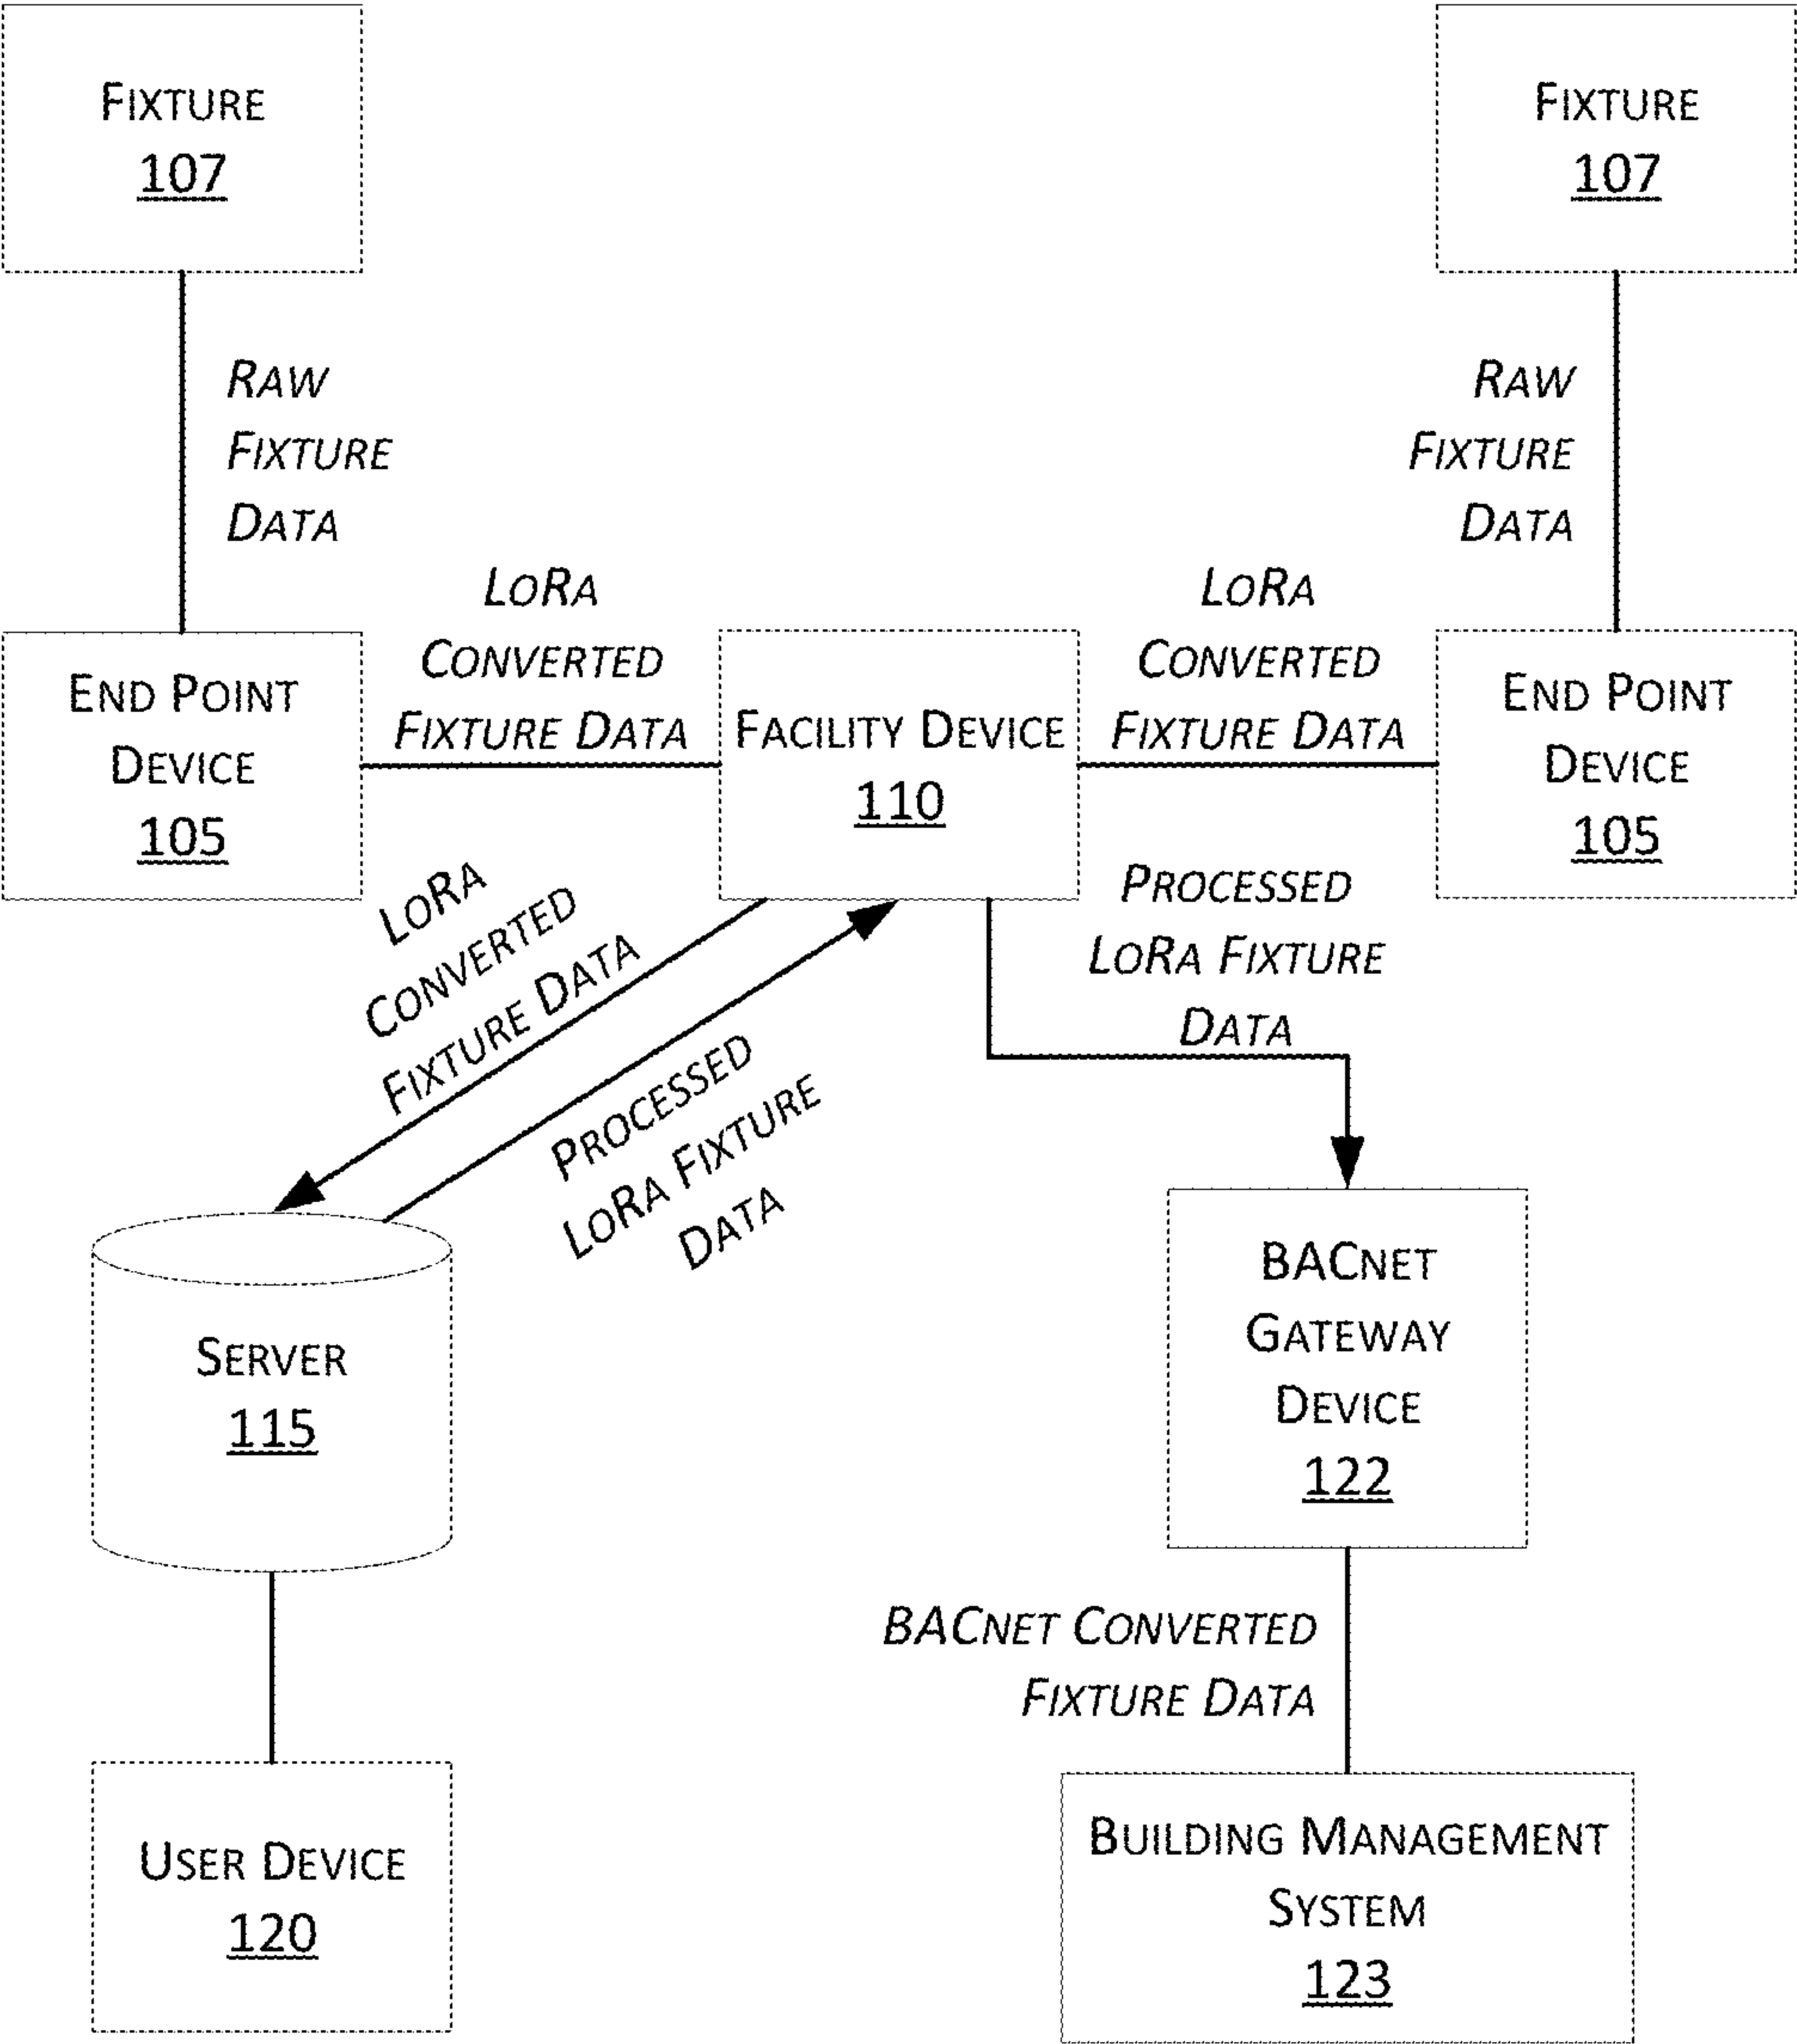 FIXTURE
107
FIXTURE
107
RAW
FIXTURE
DATA
RAW
FIXTURE
DATA
END POINT
DEVICE
105
LORA
CONVERTED
FIXTURE DATA
FACILITY DEVICE
110
LORA
CONVERTED
FIXTURE DATA
END POINT
DEVICE
105
LORA
CONVERTED
FIXTURE DATA
PROCESSED
LORA FIXTURE
DATA
PROCESSED
LORA FIXTURE
DATA
SERVER
115
BACNET
GATEWAY
DEVICE
122
BACNET CONVERTED
FIXTURE DATA
USER DEVICE
120
BUILDING MANAGEMENT
SYSTEM
123